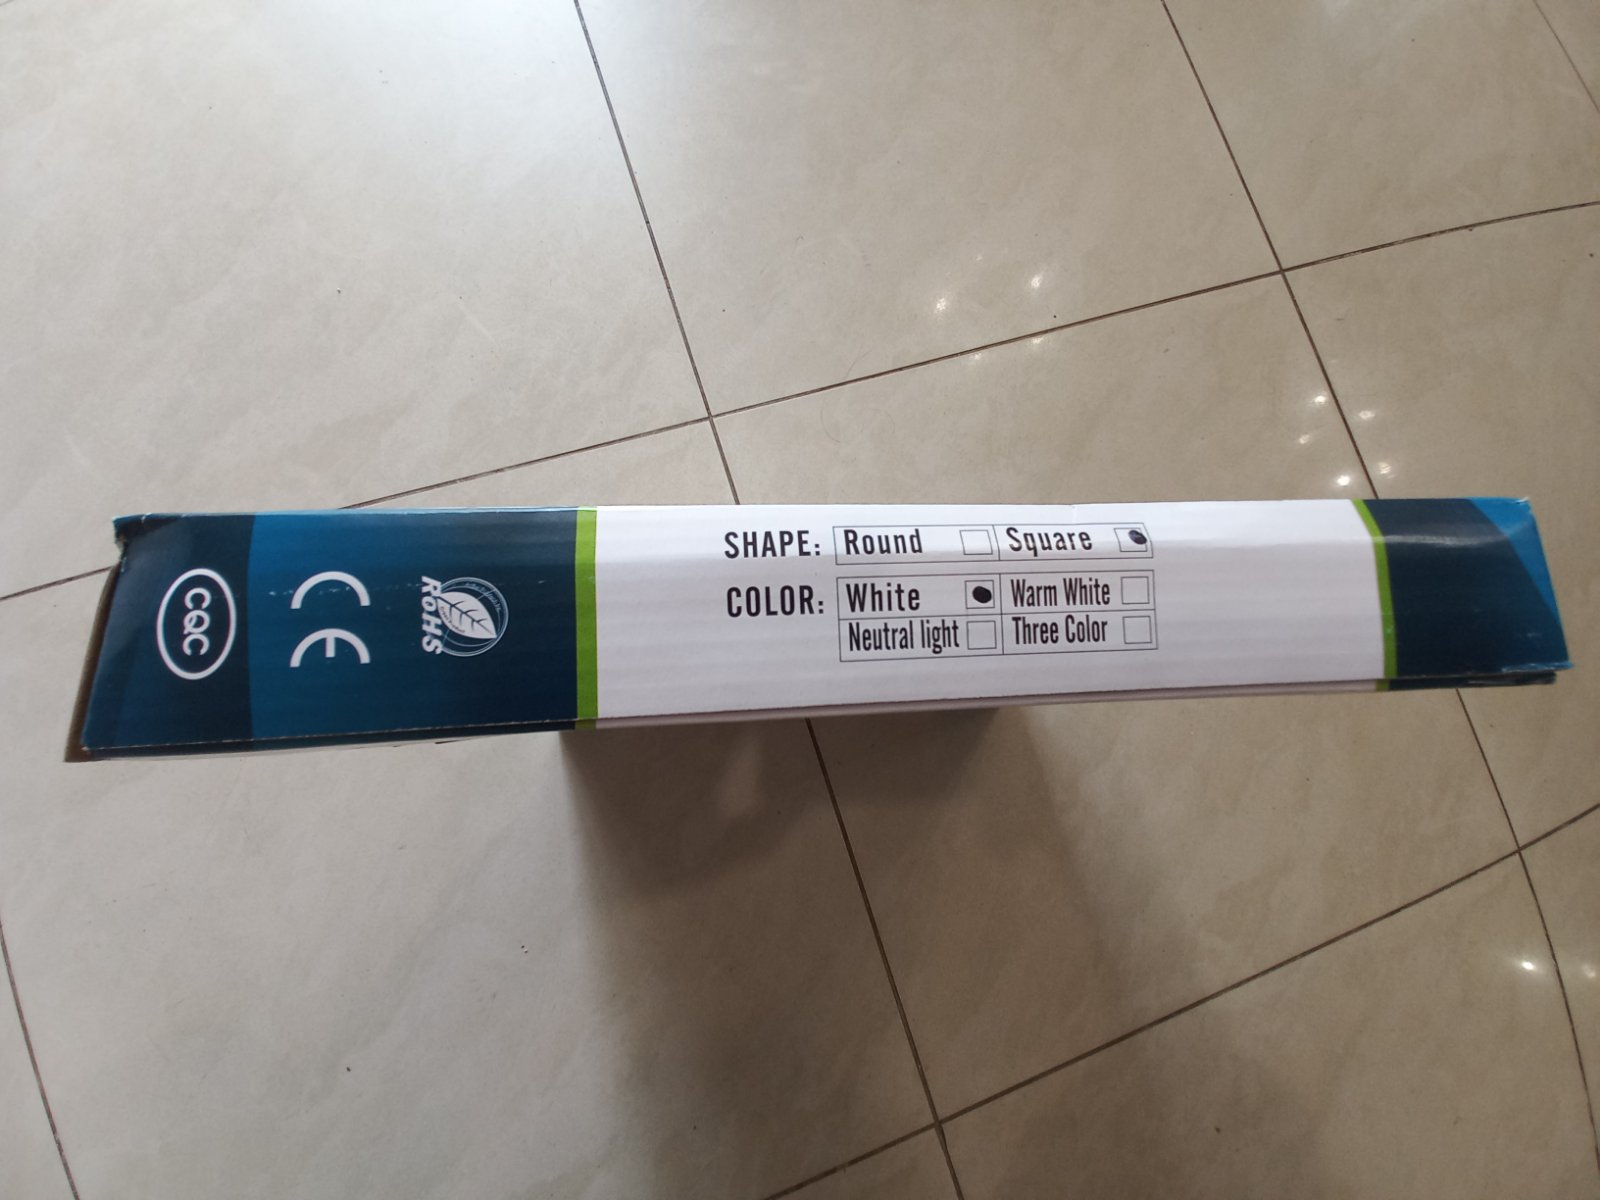 CQC
CE
RoHS
SHAPE: Round Square
COLOR: White Warm White
Neutral light Three Color